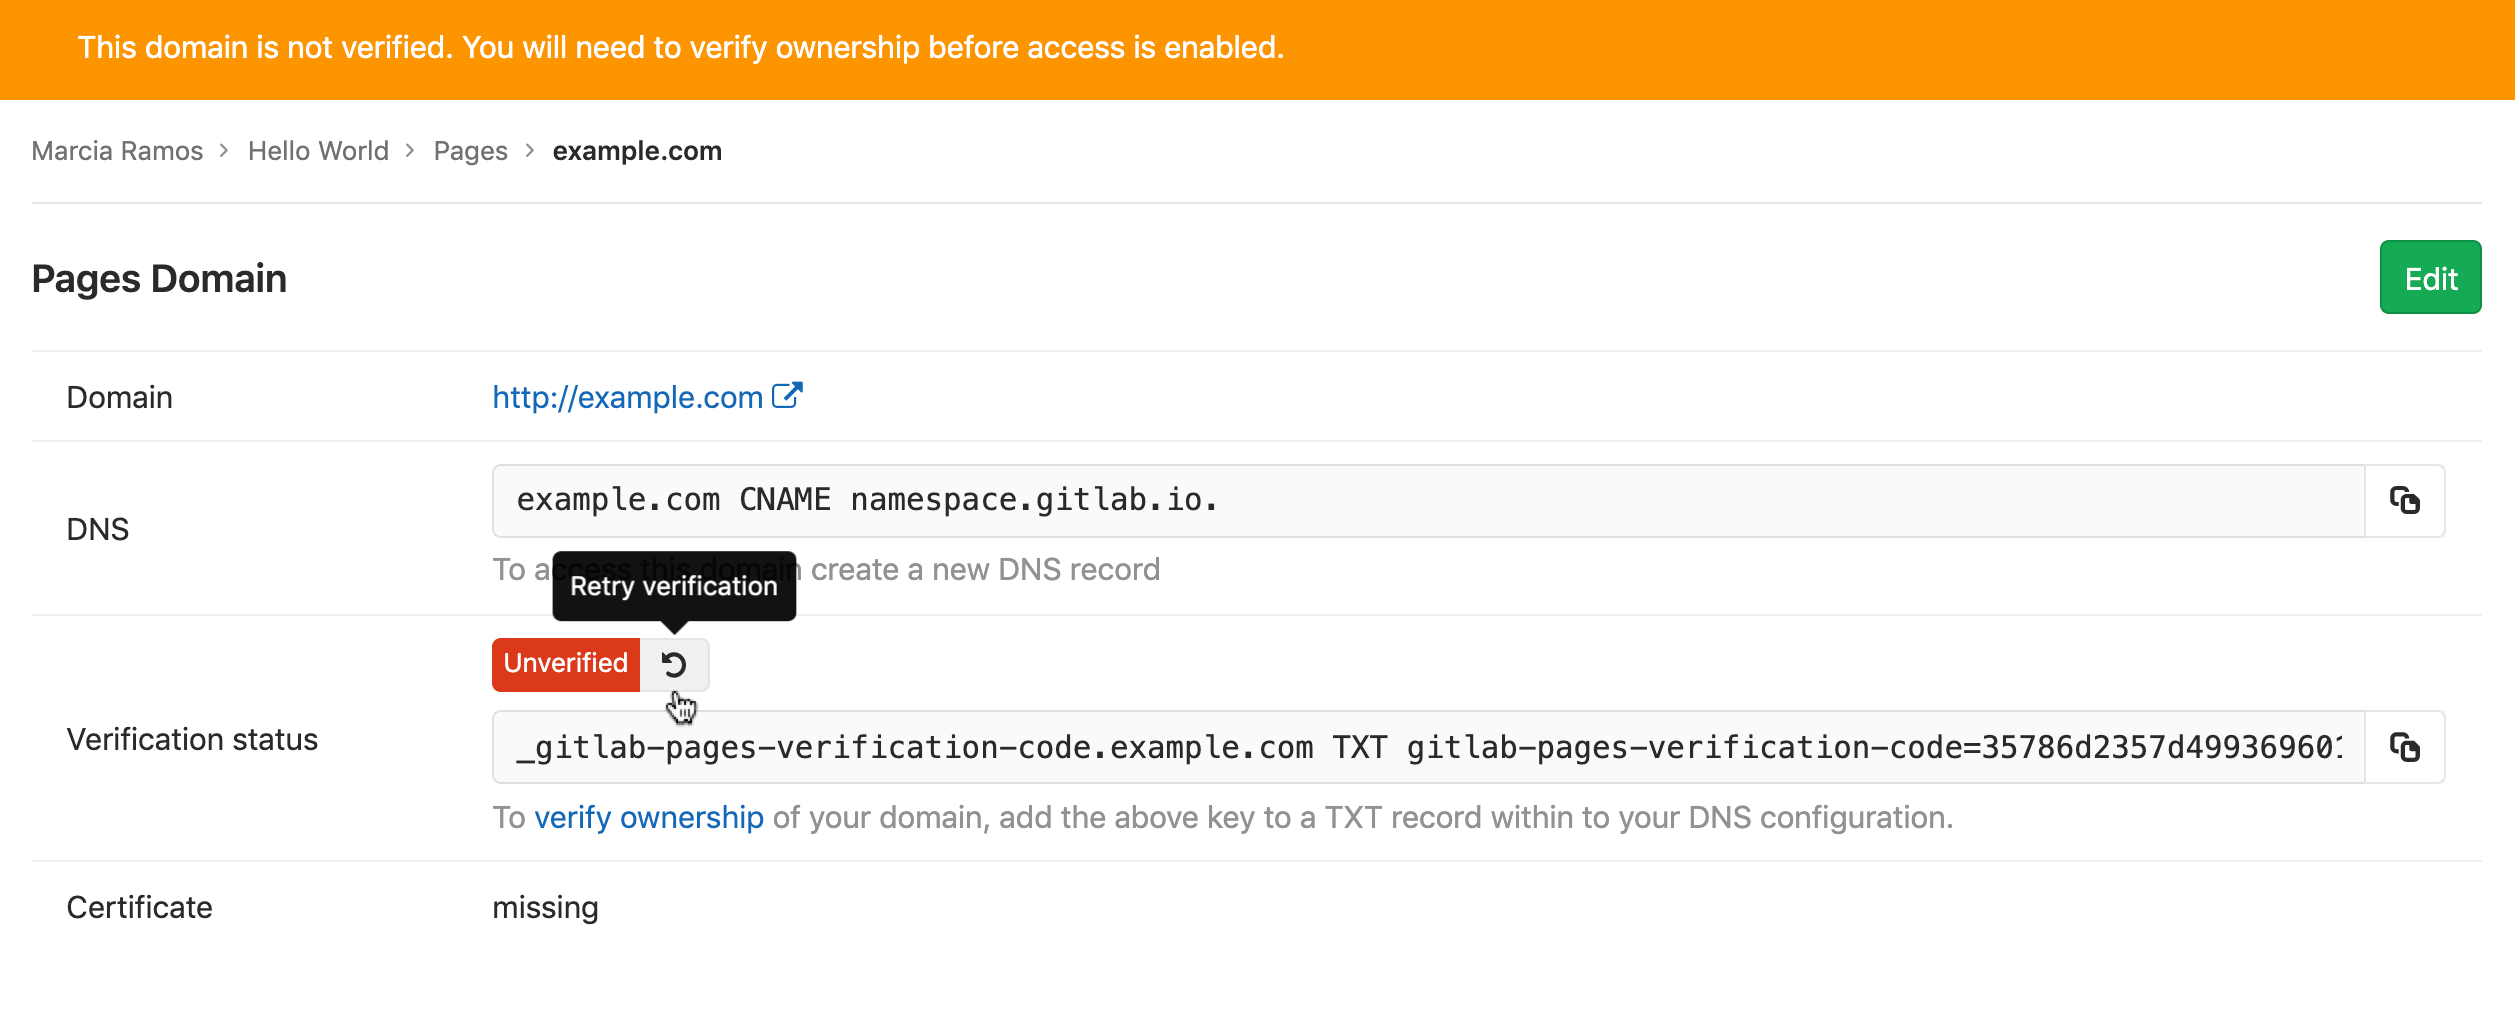 This domain is not verified. You will need to verify ownership before access is enabled.
Marcia Ramos > Hello World > Pages > example.com
Pages Domain
Edit
Domain
http://example.com
DNS
example.com CNAME namespace.gitlab.io.
To access this domain create a new DNS record
Retry verification
Unverified
Verification status
_gitlab-pages-verification-code.example.com TXT gitlab-pages-verification-code=35786d2357d499369601
To verify ownership of your domain, add the above key to a TXT record within to your DNS configuration.
Certificate
missing